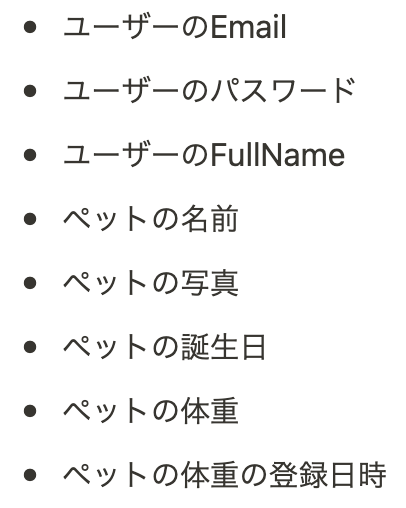 • ユーザーのEmail
• ユーザーのパスワード
• ユーザーのFullName
• ペットの名前
• ペットの写真
• ペットの誕生日
• ペットの体重
• ペットの体重の登録日時